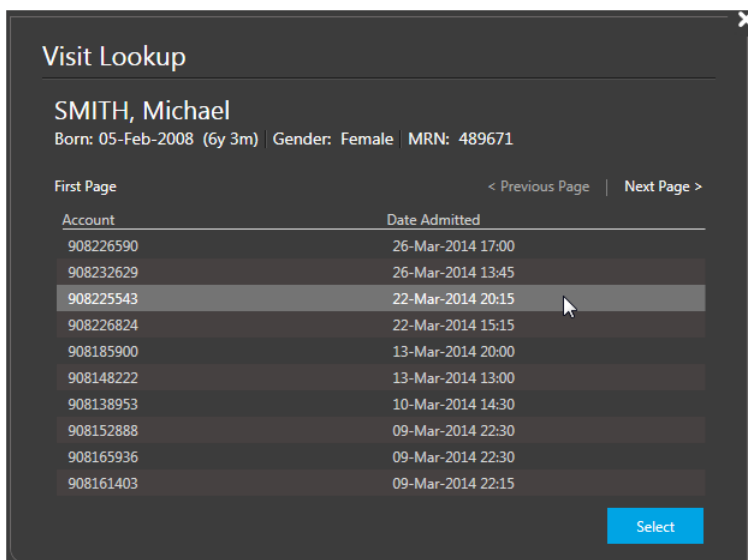 Visit Lookup
SMITH, Michael
Born: 05-Feb-2008 (6y 3m) Gender: Female MRN: 489671
First Page < Previous Page | Next Page >
Account Date Admitted
908226590 26-Mar-2014 17:00
908232629 26-Mar-2014 13:45
908225543 22-Mar-2014 20:15
908226824 22-Mar-2014 15:15
908185900 13-Mar-2014 20:00
908148222 13-Mar-2014 13:00
908138953 10-Mar-2014 14:30
908152888 09-Mar-2014 22:30
908165936 09-Mar-2014 22:30
908161403 09-Mar-2014 22:15
Select